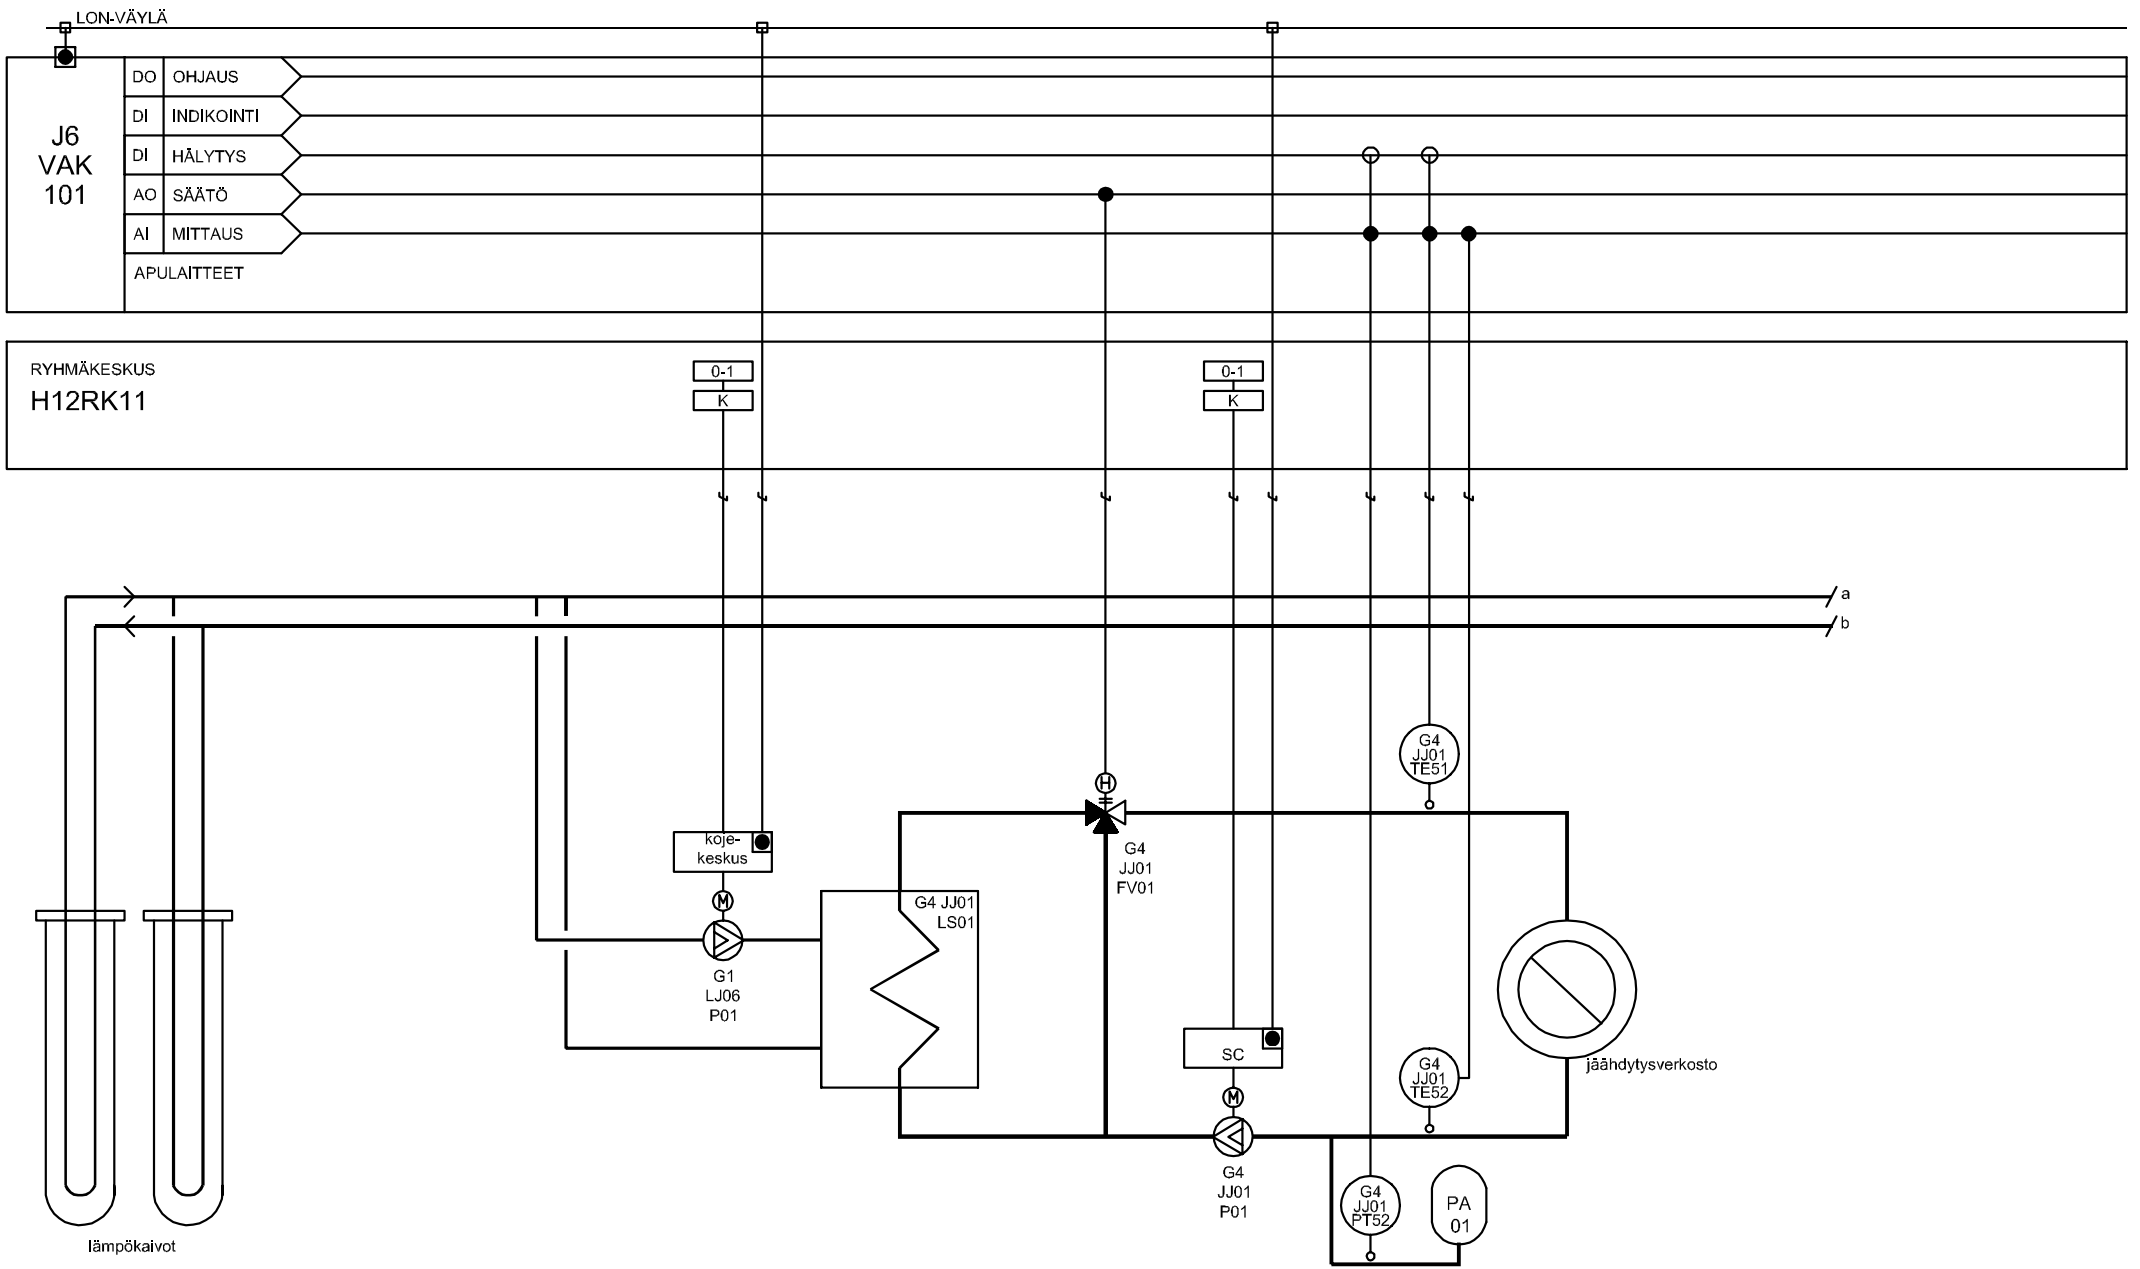 LON-VÄYLÄ
J6
VAK
101
DO OHJAUS
DI INDIKOINTI
DI HÄLYTYS
AO SÄÄTÖ
AI MITTAUS
APULAITTEET
RYHMÄKESKUS
H12RK11
0-1
K
0-1
K
a
b
G4
JJ01
TE51
H
koje-
keskus
M
G4
JJ01
FV01
G4 JJ01
LS01
G1
LJ06
P01
SC
M
G4
JJ01
TE52
jäähdytysverkosto
G4
JJ01
P01
G4
JJ01
PT52
PA
01
lämpökaivot